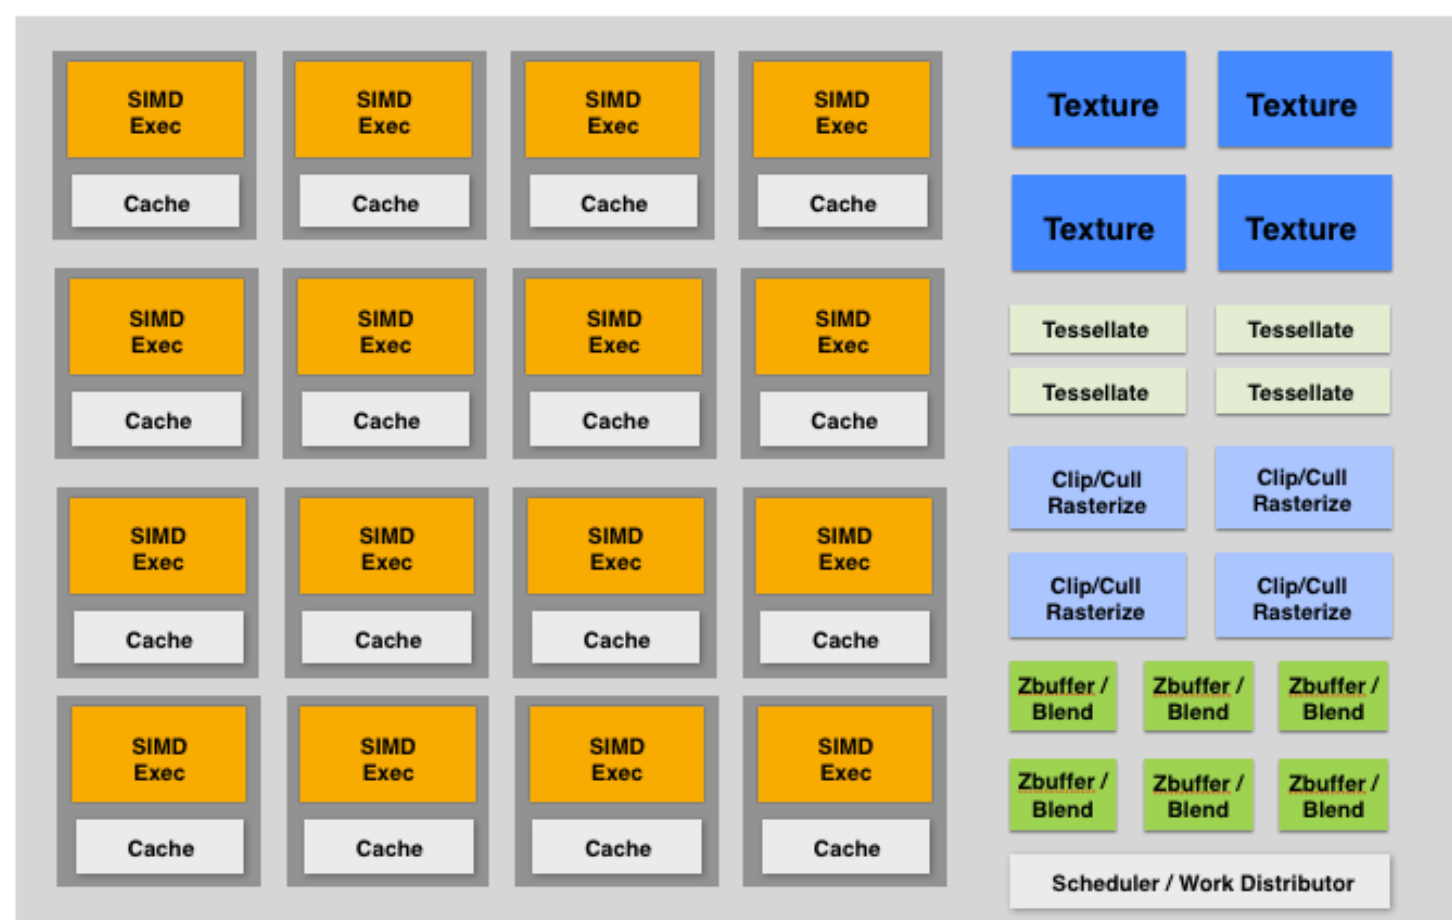 SIMD
Exec
Cache
SIMD
Exec
Cache
SIMD
Exec
Cache
SIMD
Exec
Cache
SIMD
Exec
Cache
SIMD
Exec
Cache
SIMD
Exec
Cache
SIMD
Exec
Cache
SIMD
Exec
Cache
SIMD
Exec
Cache
SIMD
Exec
Cache
SIMD
Exec
Cache
SIMD
Exec
Cache
SIMD
Exec
Cache
SIMD
Exec
Cache
SIMD
Exec
Cache
Texture
Texture
Texture
Texture
Tessellate
Tessellate
Tessellate
Tessellate
Clip/Cull
Rasterize
Clip/Cull
Rasterize
Clip/Cull
Rasterize
Clip/Cull
Rasterize
Zbuffer /
Blend
Zbuffer /
Blend
Zbuffer /
Blend
Zbuffer /
Blend
Zbuffer /
Blend
Zbuffer /
Blend
Scheduler / Work Distributor